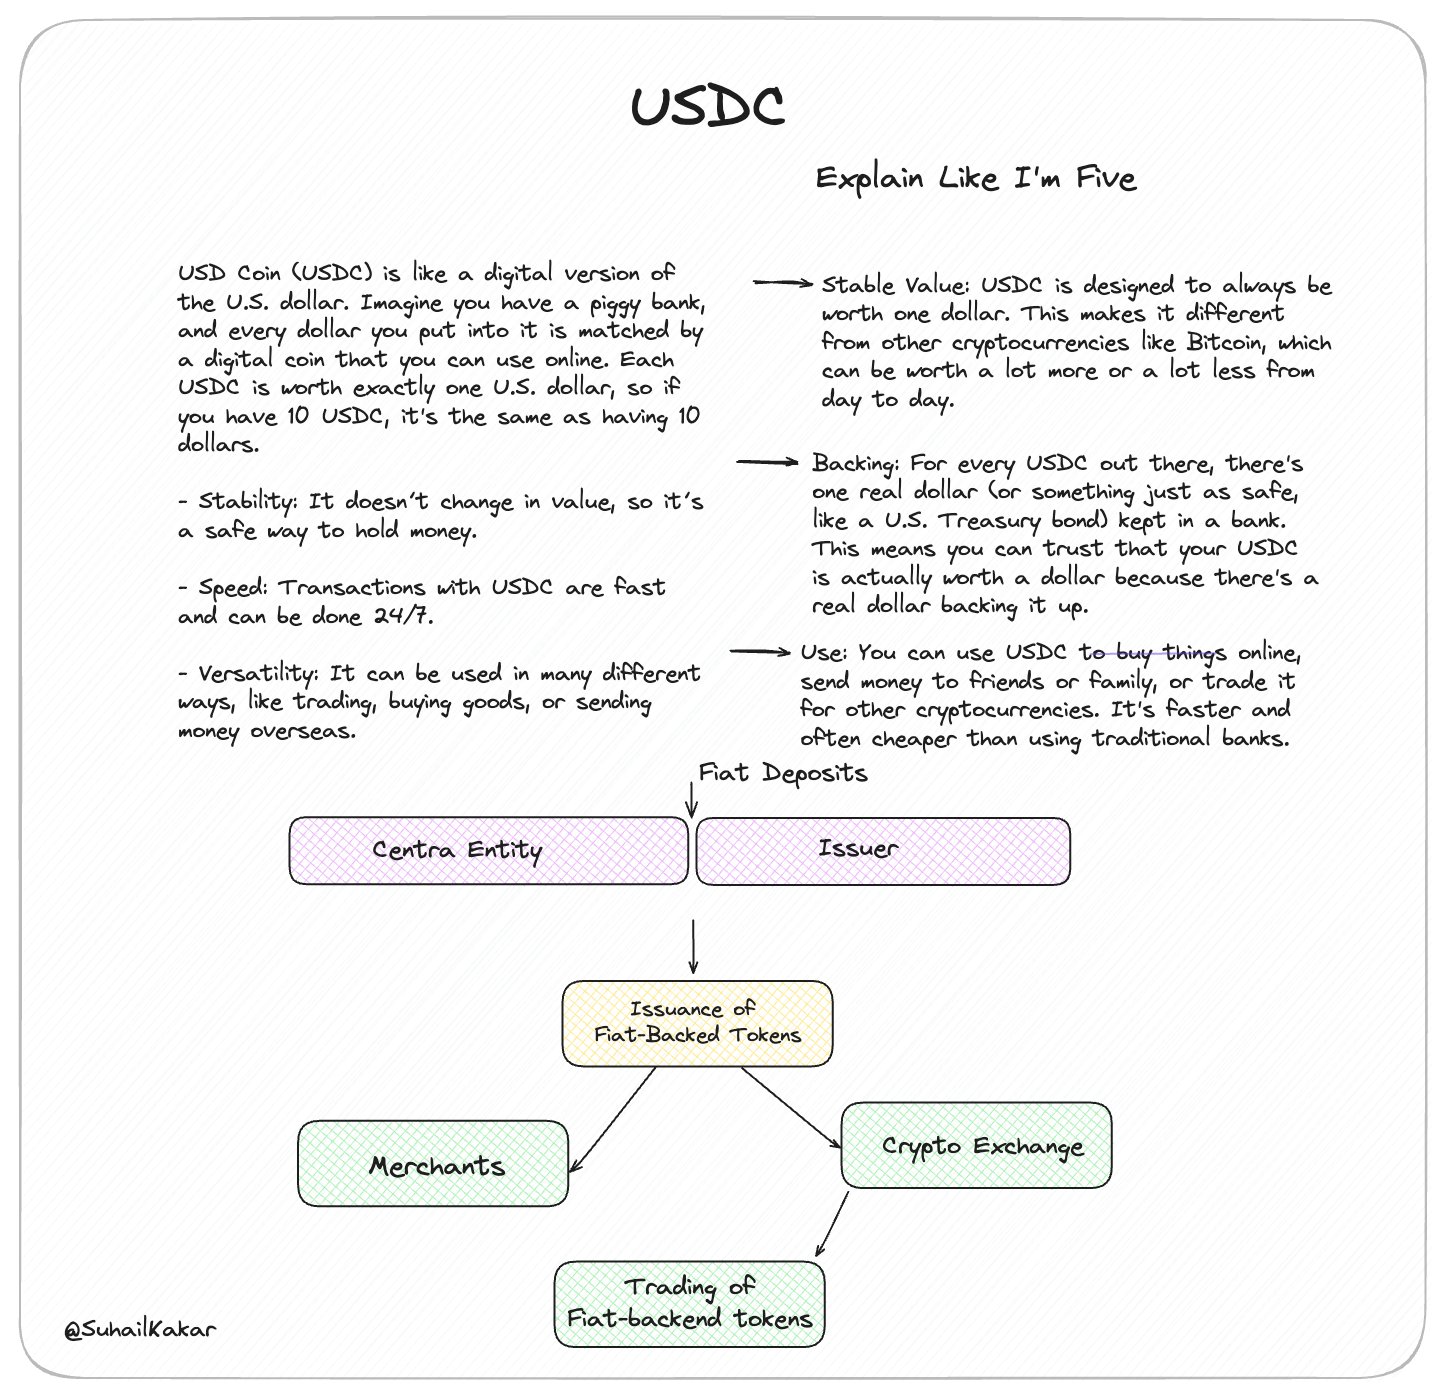 USDC
Explain Like I'm Five
USD Coin (USDC) is like a digital version of
the U.S. dollar. Imagine you have a piggy bank,
and every dollar you put into it is matched by
a digital coin that you can use online. Each
USDC is worth exactly one U.S. dollar, so if
you have 10 USDC, it's the same as having 10
dollars.
- Stability: It doesn't change in value, so it's
a safe way to hold money.
- Speed: Transactions with USDC are fast
and can be done 24/7.
- Versatility: It can be used in many different
ways, like trading, buying goods, or sending
money overseas.
Stable Value: USDC is designed to always be
worth one dollar. This makes it different
from other cryptocurrencies like Bitcoin, which
can be worth a lot more or a lot less from
day to day.
Backing: For every USDC out there, there's
one real dollar (or something just as safe,
like a U.S. Treasury bond) kept in a bank.
This means you can trust that your USDC
is actually worth a dollar because there's a
real dollar backing it up.
Use: You can use USDC to buy things online,
send money to friends or family, or trade it
for other cryptocurrencies. It's faster and
often cheaper than using traditional banks.
Fiat Deposits
Centra Entity
Issuer
Issuance of
Fiat-Backed Tokens
Merchants
Crypto Exchange
Trading of
Fiat-backend tokens
@SuhailKakar